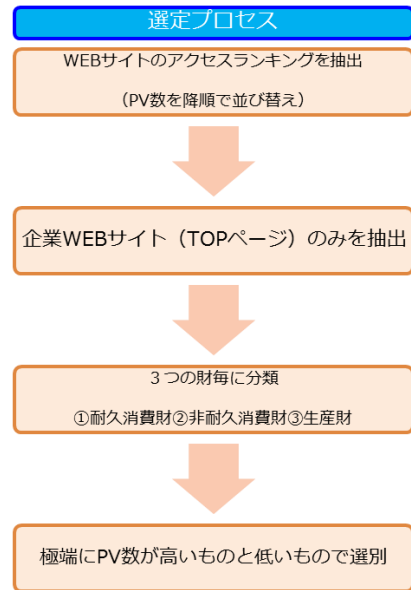 選定プロセス
WEBサイトのアクセスランキングを抽出
（PV数を降順で並び替え）
企業WEBサイト（TOPページ）のみを抽出
３つの財毎に分類
①耐久消費財②非耐久消費財③生産財
極端にPV数が高いものと低いもので選別